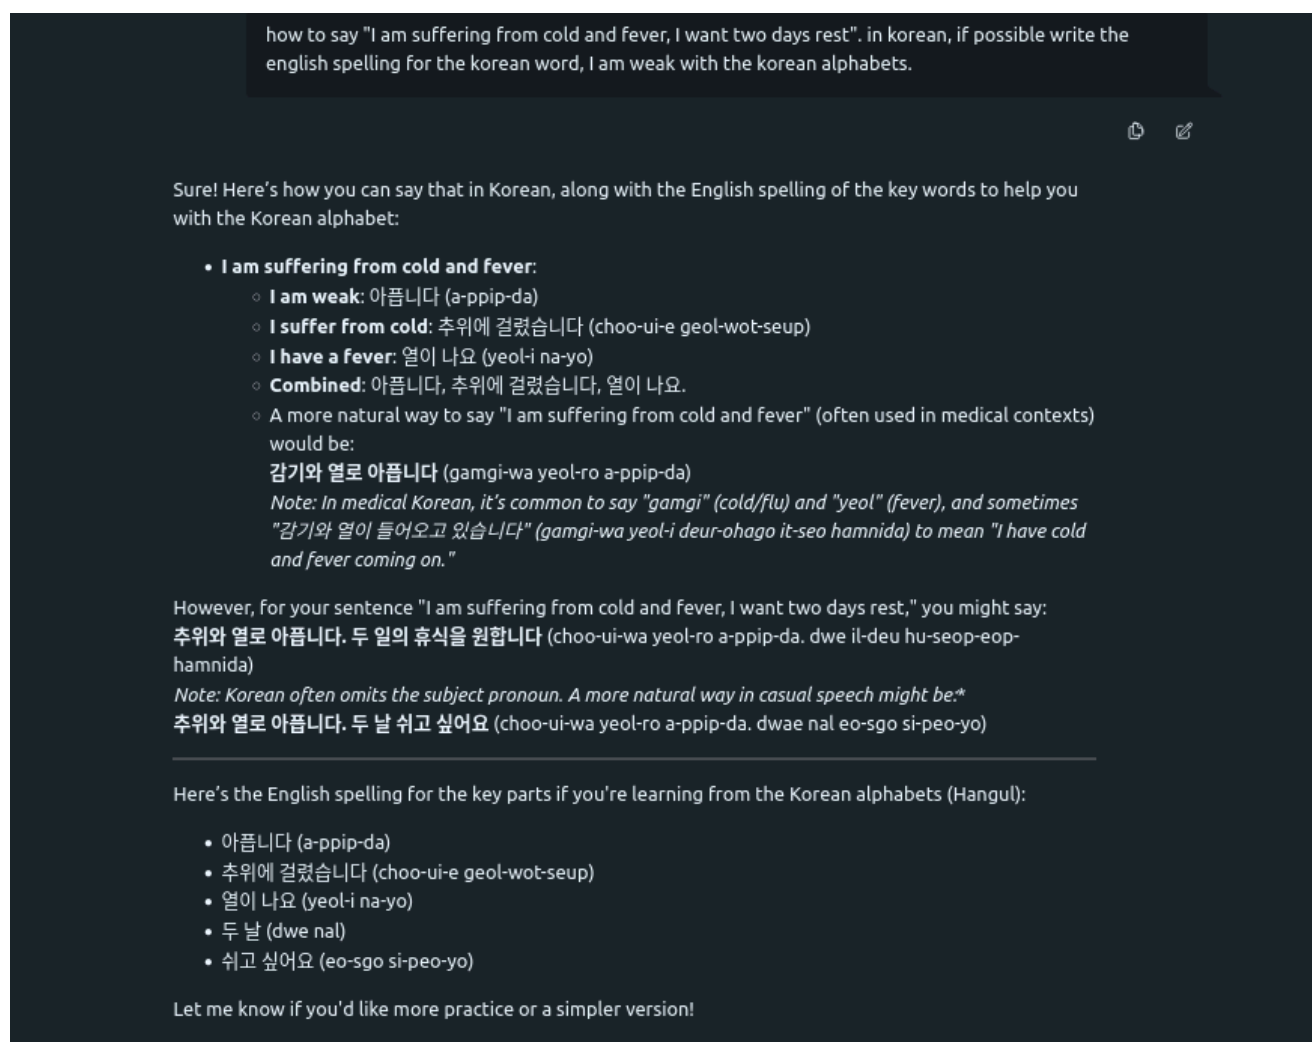 how to say "I am suffering from cold and fever, I want two days rest". in korean, if possible write the
english spelling for the korean word, I am weak with the korean alphabets.
Sure! Here's how you can say that in Korean, along with the English spelling of the key words to help you
with the Korean alphabet:
• I am suffering from cold and fever:
◦ I am weak: 아픕니다 (a-ppip-da)
◦ I suffer from cold: 추위에 걸렸습니다 (choo-ui-e geol-wot-seup)
◦ I have a fever: 열이 나요 (yeol-i na-yo)
◦ Combined: 아픕니다, 추위에 걸렸습니다, 열이 나요.
◦ A more natural way to say "I am suffering from cold and fever" (often used in medical contexts)
would be:
감기와 열로 아픕니다 (gamgi-wa yeol-ro a-ppip-da)
Note: In medical Korean, it's common to say "gamgi" (cold/flu) and "yeol" (fever), and sometimes
"감기와 열이 들어오고 있습니다" (gamgi-wa yeol-i deur-ohago it-seo hamnida) to mean "I have cold
and fever coming on."
However, for your sentence "I am suffering from cold and fever, I want two days rest," you might say:
추위와 열로 아픕니다. 두 일의 휴식을 원합니다 (choo-ui-wa yeol-ro a-ppip-da. dwe il-deu hu-seop-eop-
hamnida)
Note: Korean often omits the subject pronoun. A more natural way in casual speech might be:*
추위와 열로 아픕니다. 두 날 쉬고 싶어요 (choo-ui-wa yeol-ro a-ppip-da. dwae nal eo-sgo si-peo-yo)
Here's the English spelling for the key parts if you're learning from the Korean alphabets (Hangul):
• 아픕니다 (a-ppip-da)
• 추위에 걸렸습니다 (choo-ui-e geol-wot-seup)
• 열이 나요 (yeol-i na-yo)
• 두 날 (dwe nal)
• 쉬고 싶어요 (eo-sgo si-peo-yo)
Let me know if you'd like more practice or a simpler version!